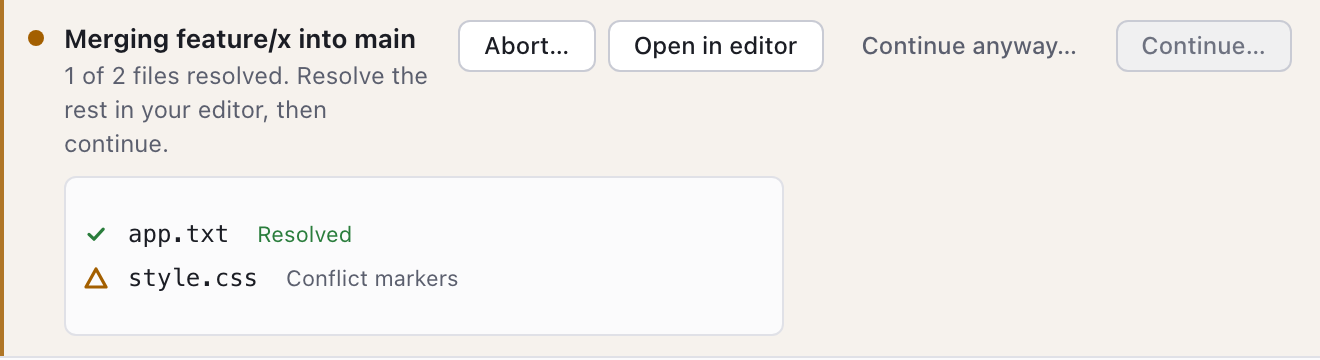 Merging feature/x into main
1 of 2 files resolved. Resolve the
rest in your editor, then
continue.
Abort...
Open in editor
Continue anyway...
Continue...
app.txt Resolved
style.css Conflict markers